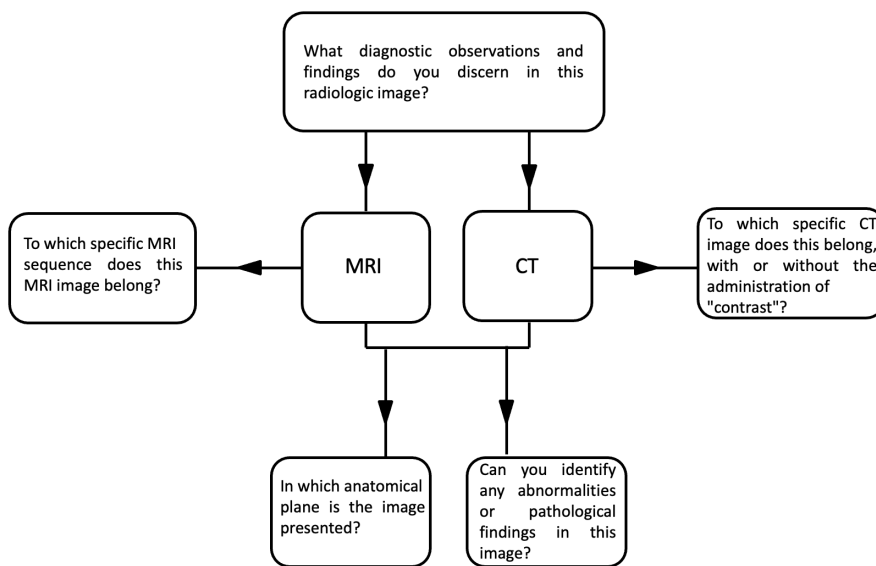 What diagnostic observations and
findings do you discern in this
radiologic image?
To which specific MRI
sequence does this
MRI image belong?
MRI
CT
To which specific CT
image does this belong,
with or without the
administration of
"contrast"?
In which anatomical
plane is the image
presented?
Can you identify
any abnormalities
or pathological
findings in this
image?